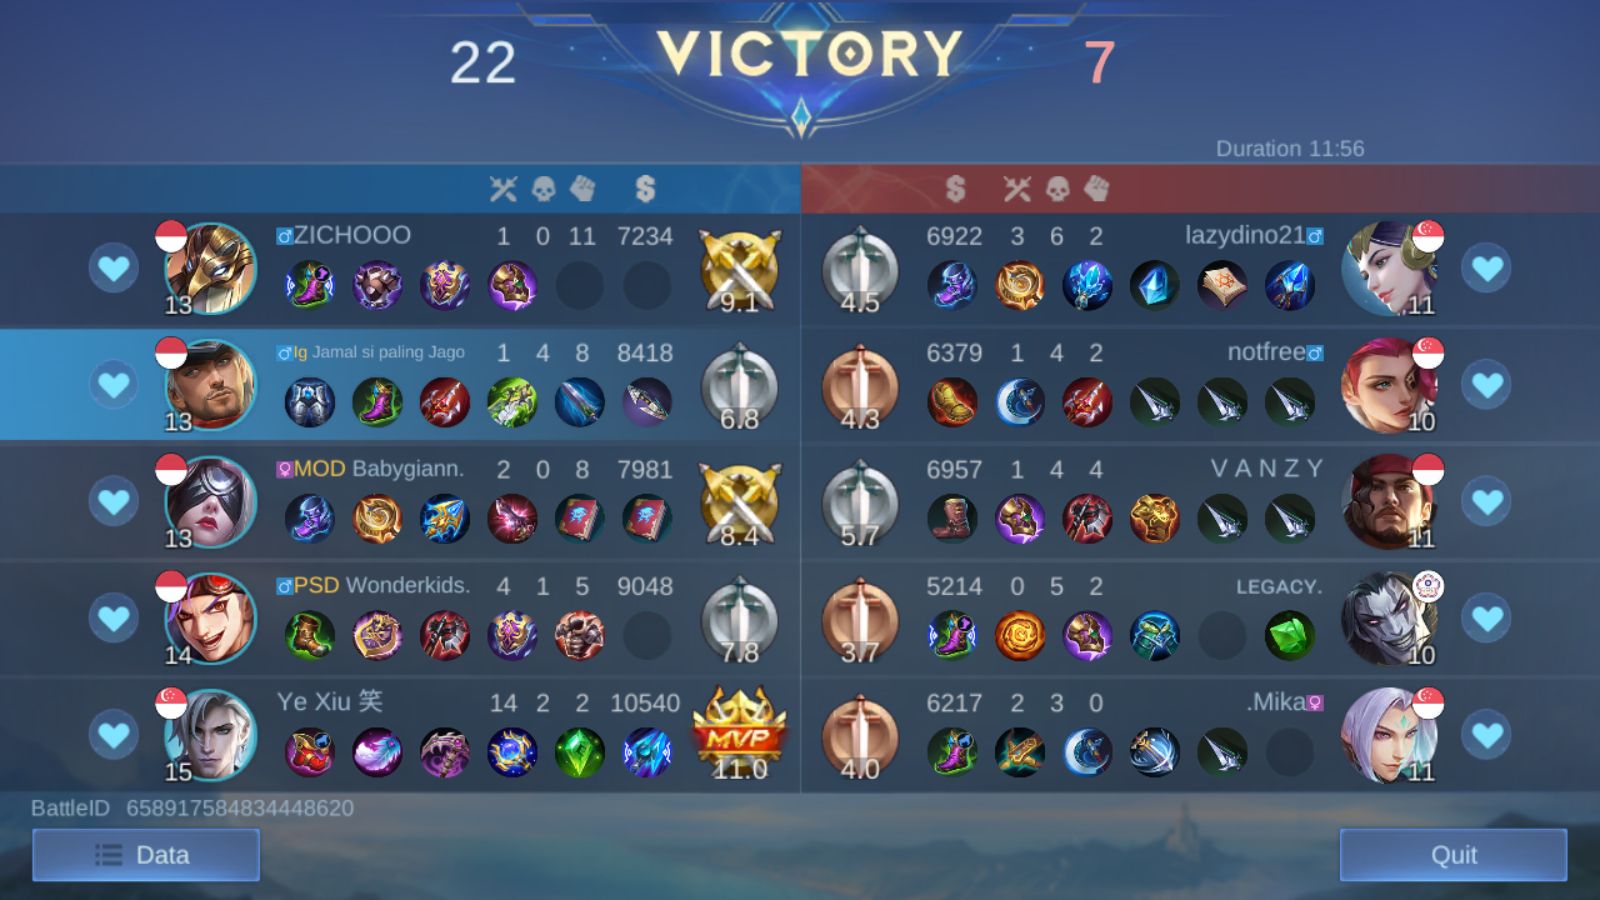 22 VICTORY 7
Duration 11:56
ZICHOOO 1 0 11 7234
13 9.1
4.5 6922 3 6 2 lazydino21
11
Ig Jamal si paling Jago 1 4 8 8418
13 6.8
4.3 6379 1 4 2 notfree
10
MOD Babygiann. 2 0 8 7981
13 8.4
5.7 6957 1 4 4 V A N Z Y
11
PSD Wonderkids. 4 1 5 9048
14 7.8
3.7 5214 0 5 2 LEGACY.
10
Ye Xiu 笑 14 2 2 10540
15 MVP 11.0
4.0 6217 2 3 0 .Mika
11
BattleID 658917584834448620
Data Quit